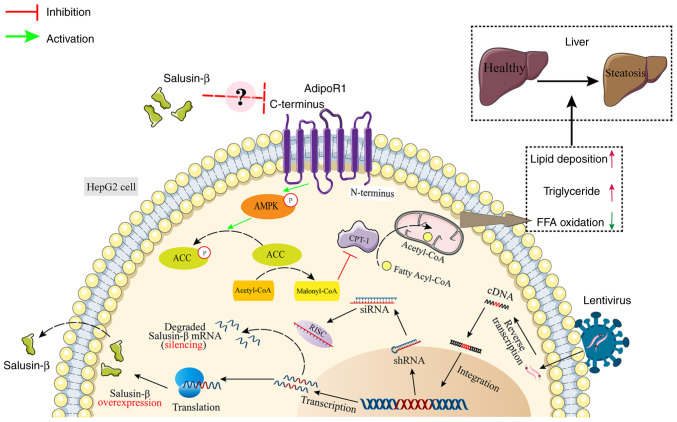 Inhibition
Activation
Liver
Healthy
Steatosis
Salusin-β
?
AdipoR1
C-terminus
N-terminus
HepG2 cell
Lipid deposition
Triglyceride
FFA oxidation
AMPK
P
ACC
P
ACC
CPT-1
Acetyl-CoA
Acetyl-CoA
Malonyl-CoA
Fatty Acyl-CoA
cDNA
Lentivirus
Reverse
transcription
siRNA
RISC
Degraded
Salusin-β mRNA
(silencing)
shRNA
Integration
Salusin-β
Salusin-β
overexpression
Translation
Transcription